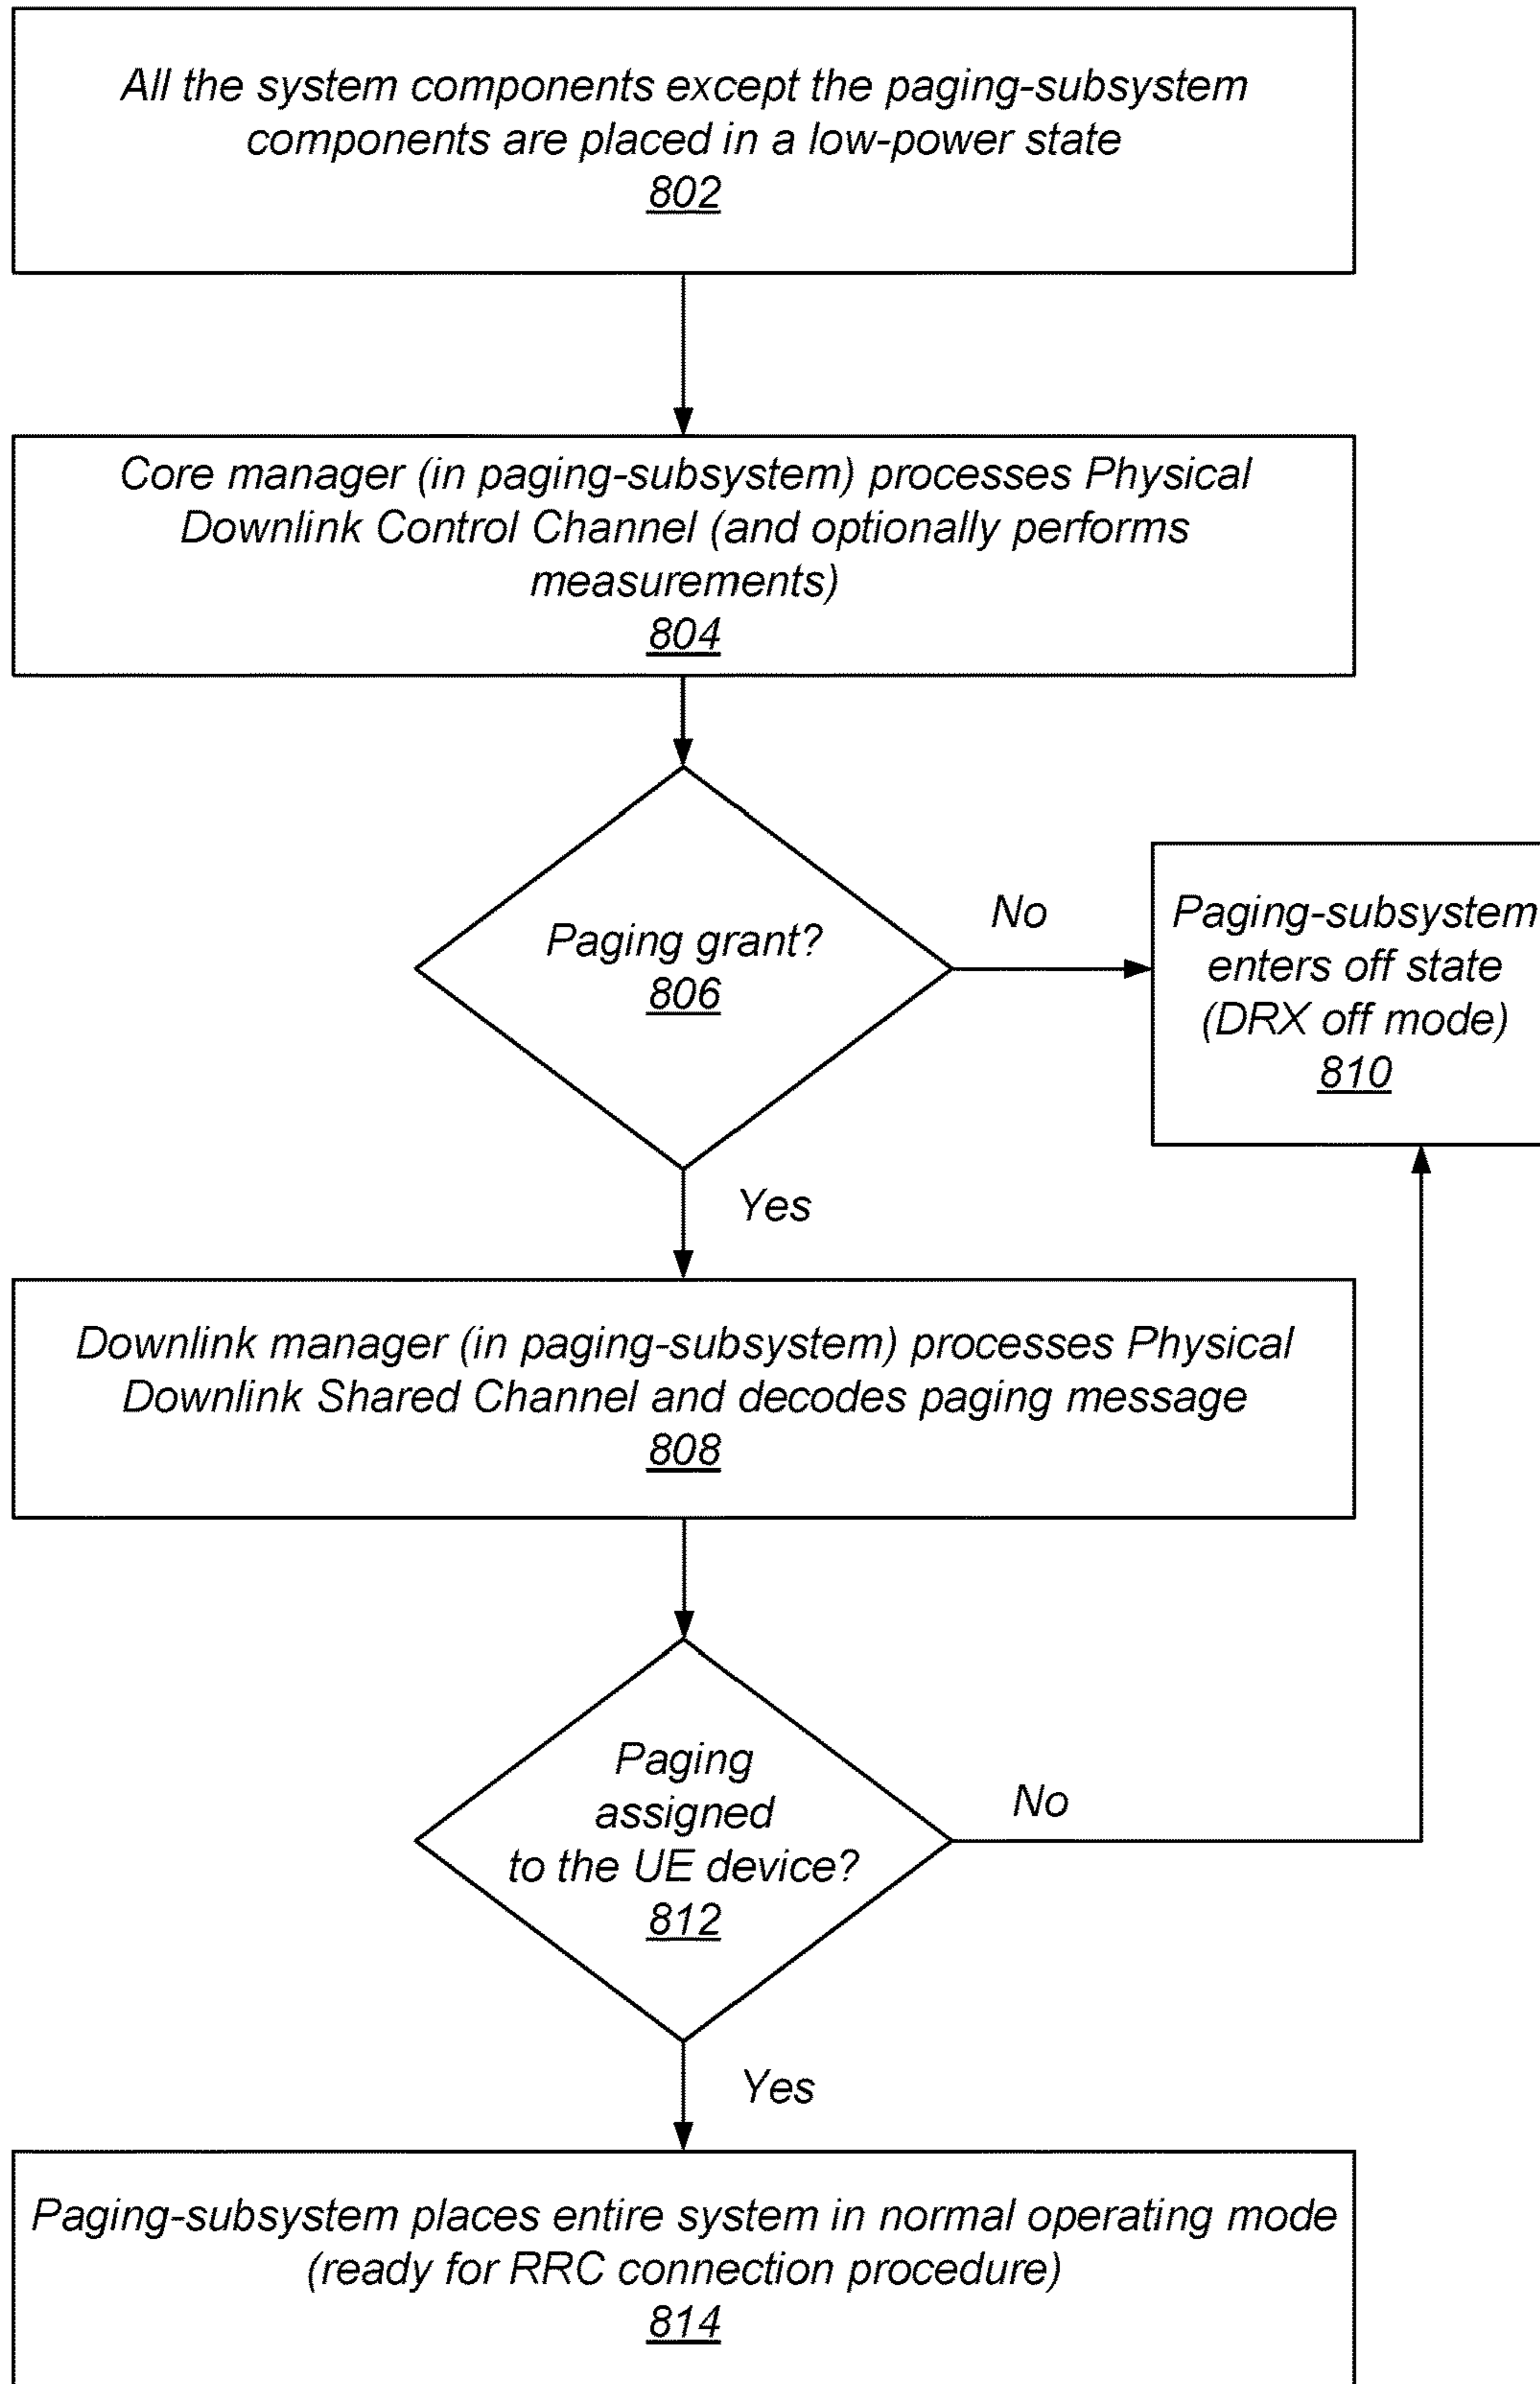 All the system components except the paging-subsystem
components are placed in a low-power state
802
Core manager (in paging-subsystem) processes Physical
Downlink Control Channel (and optionally performs
measurements)
804
Paging grant?
806
No
Paging-subsystem
enters off state
(DRX off mode)
810
Yes
Downlink manager (in paging-subsystem) processes Physical
Downlink Shared Channel and decodes paging message
808
Paging
assigned
to the UE device?
812
No
Yes
Paging-subsystem places entire system in normal operating mode
(ready for RRC connection procedure)
814